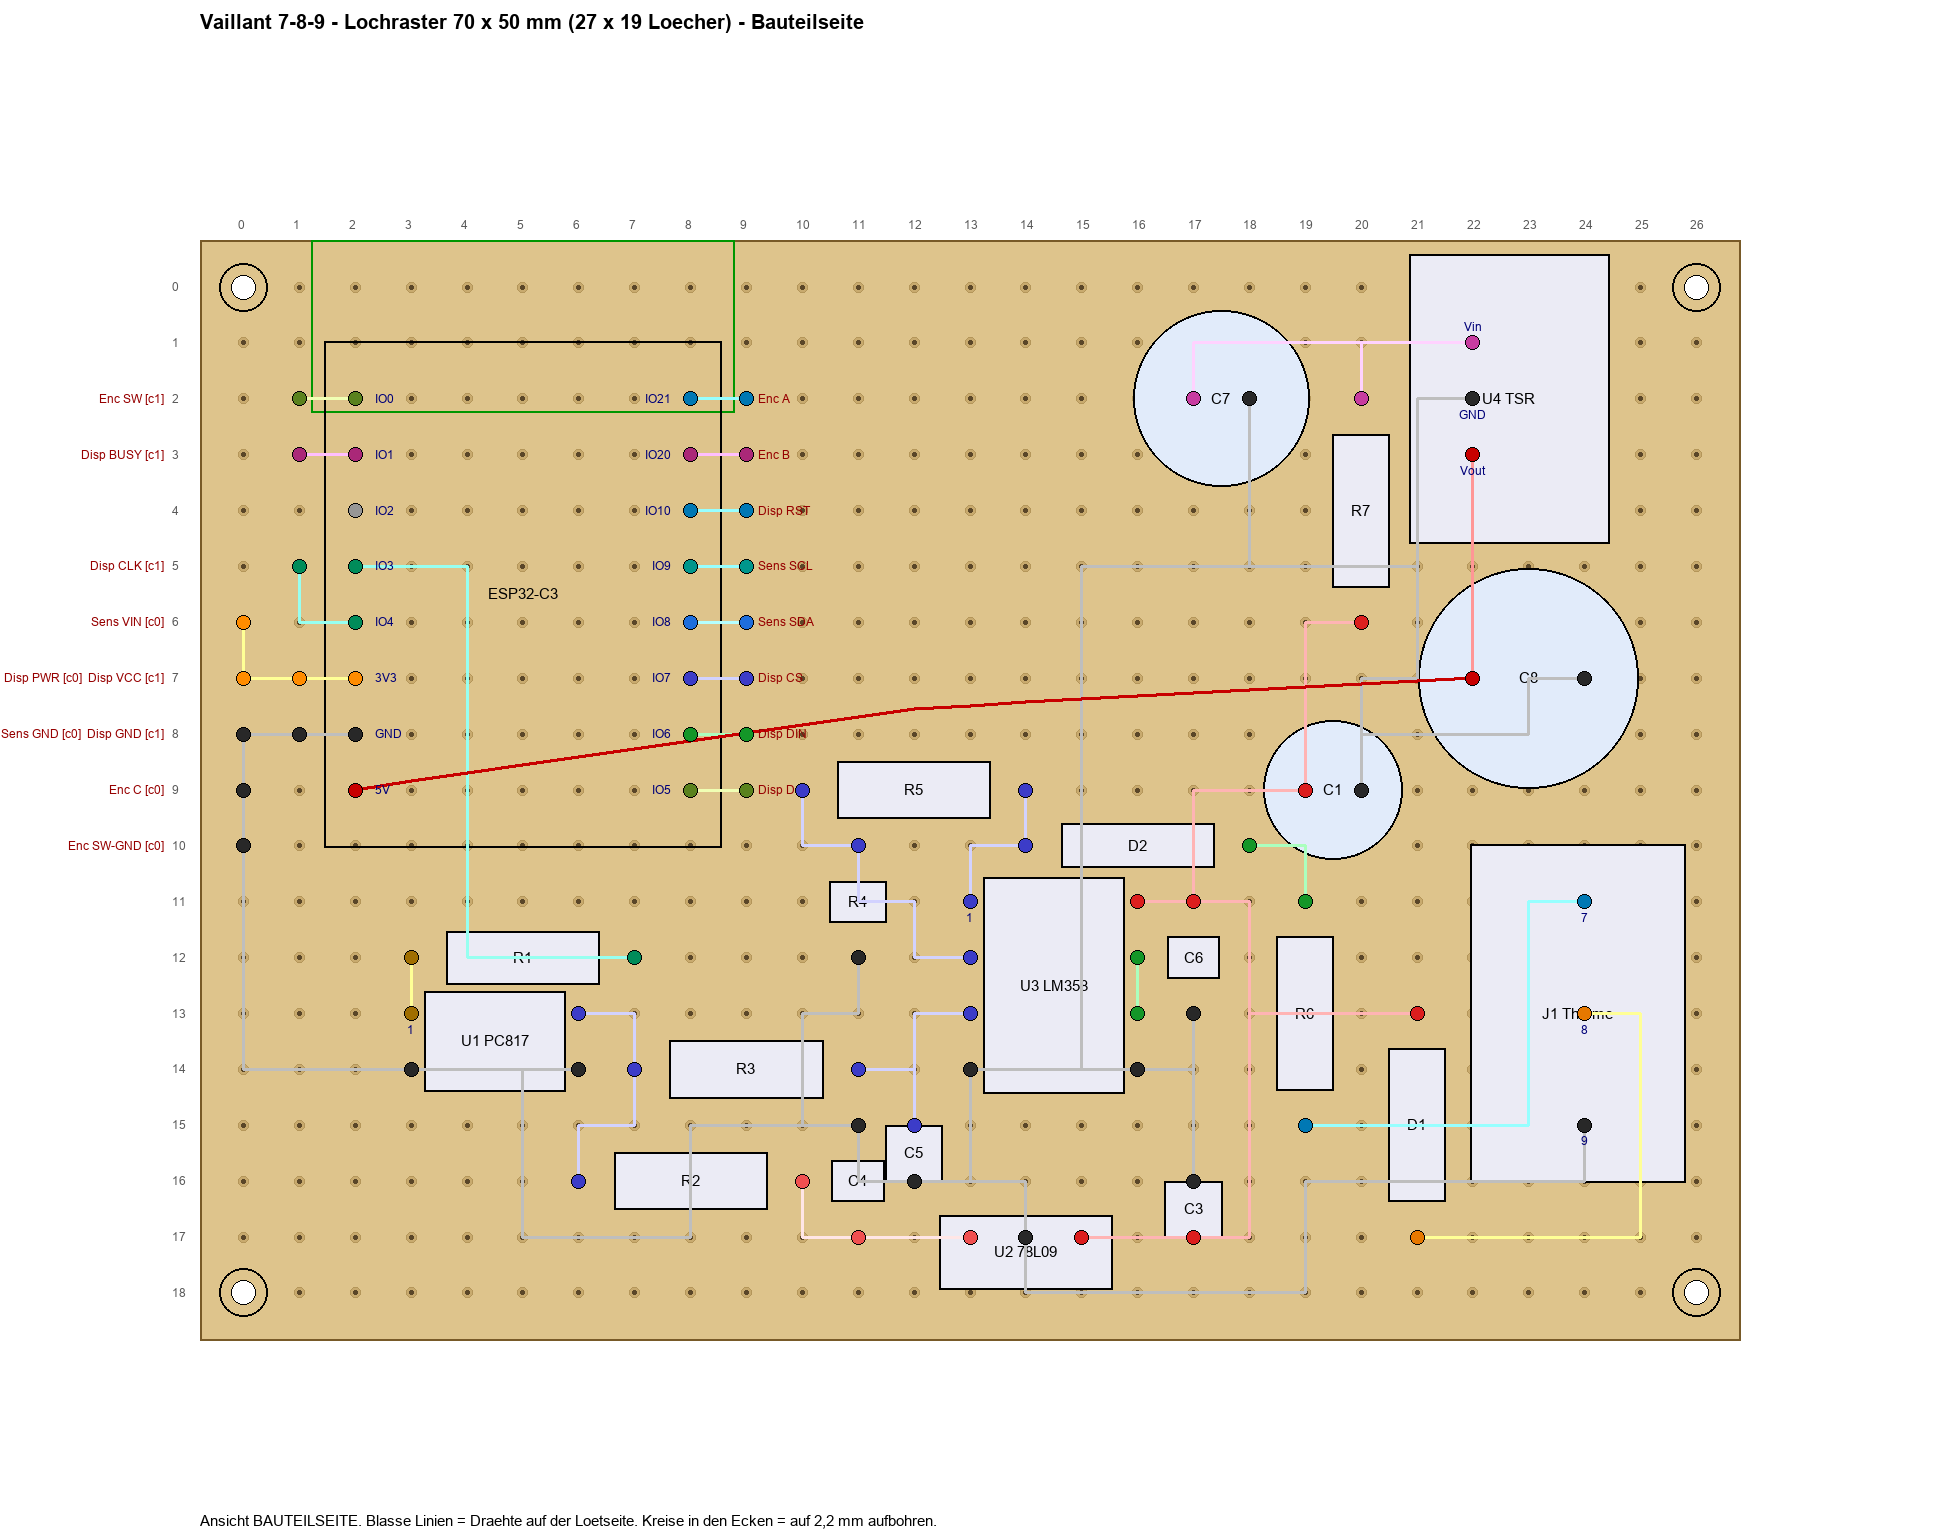 Vaillant 7-8-9 - Lochraster 70 x 50 mm (27 x 19 Loecher) - Bauteilseite
0 1 2 3 4 5 6 7 8 9 10 11 12 13 14 15 16 17 18 19 20 21 22 23 24 25 26
0
Vin
1
Enc SW [c1] 2 IO0 IO21 Enc A C7 U4 TSR
GND
Disp BUSY [c1] 3 IO1 IO20 Enc B
Vout
4 IO2 IO10 Disp RST R7
Disp CLK [c1] 5 IO3 IO9 Sens SCL
ESP32-C3
Sens VIN [c0] 6 IO4 IO8 Sens SDA
Disp PWR [c0] Disp VCC [c1] 7 3V3 IO7 Disp CS C8
Sens GND [c0] Disp GND [c1] 8 GND IO6 Disp DIN
Enc C [c0] 9 5V IO5 Disp DC R5 C1
Enc SW-GND [c0] 10 D2
11 R4
1 7
12 R1 C6
U3 LM358
13 R6 J1 Therme
1 8
U1 PC817
14 R3
15 D1
9
C5
16 R2 C4
C3
17
U2 78L09
18
Ansicht BAUTEILSEITE. Blasse Linien = Draehte auf der Loetseite. Kreise in den Ecken = auf 2,2 mm aufbohren.